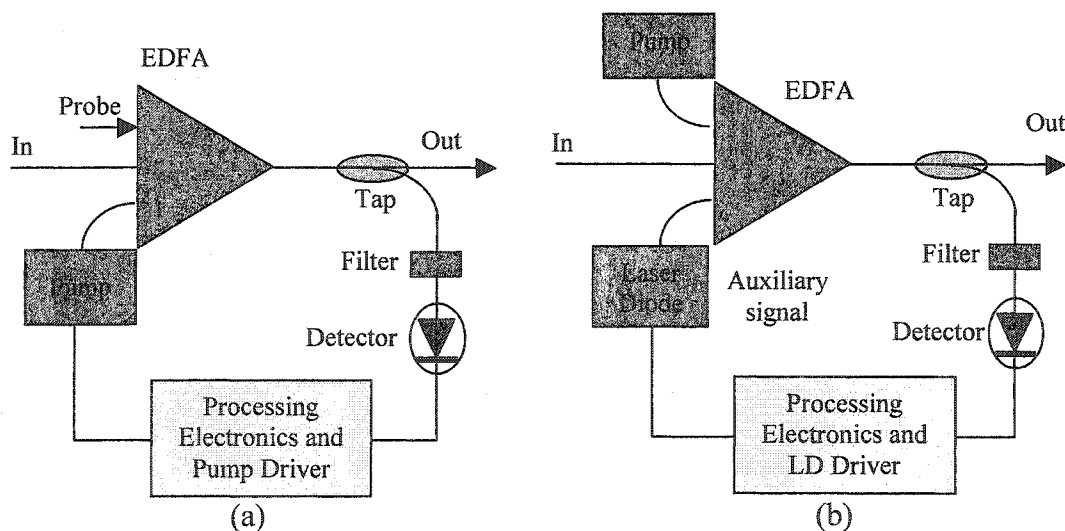 EDFA
Probe
In
Out
Tap
Pump
Filter
Detector
Processing
Electronics and
Pump Driver
(a)
Pump
EDFA
In
Out
Tap
Laser
Diode
Auxiliary
signal
Filter
Detector
Processing
Electronics and
LD Driver
(b)